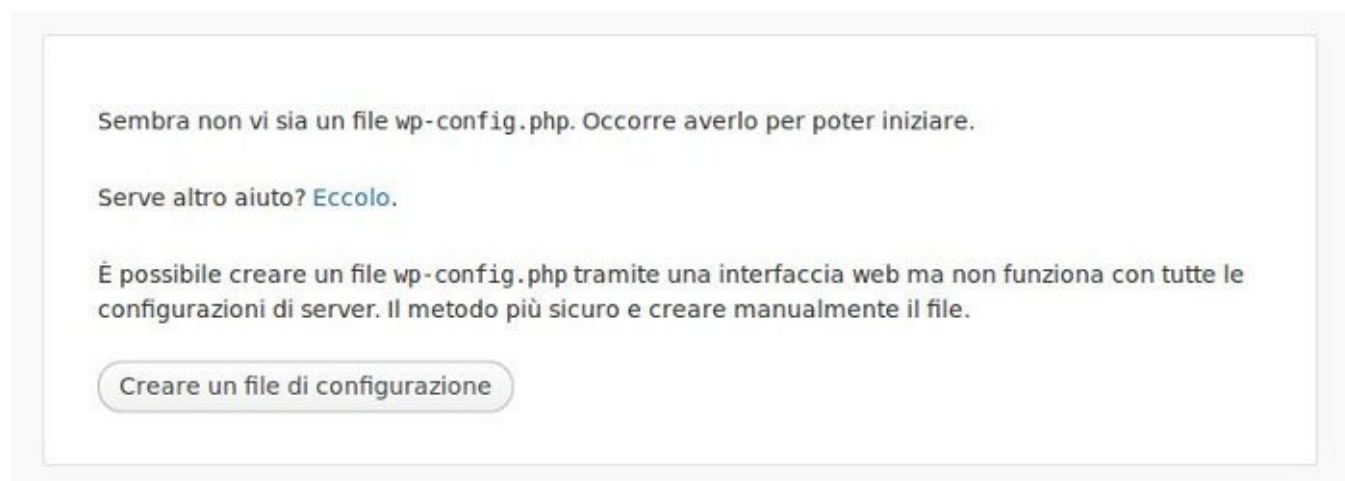 Sembra non vi sia un file wp-config.php. Occorre averlo per poter iniziare.
Serve altro aiuto? Eccolo.
È possibile creare un file wp-config.php tramite una interfaccia web ma non funziona con tutte le
configurazioni di server. Il metodo più sicuro e creare manualmente il file.
Creare un file di configurazione